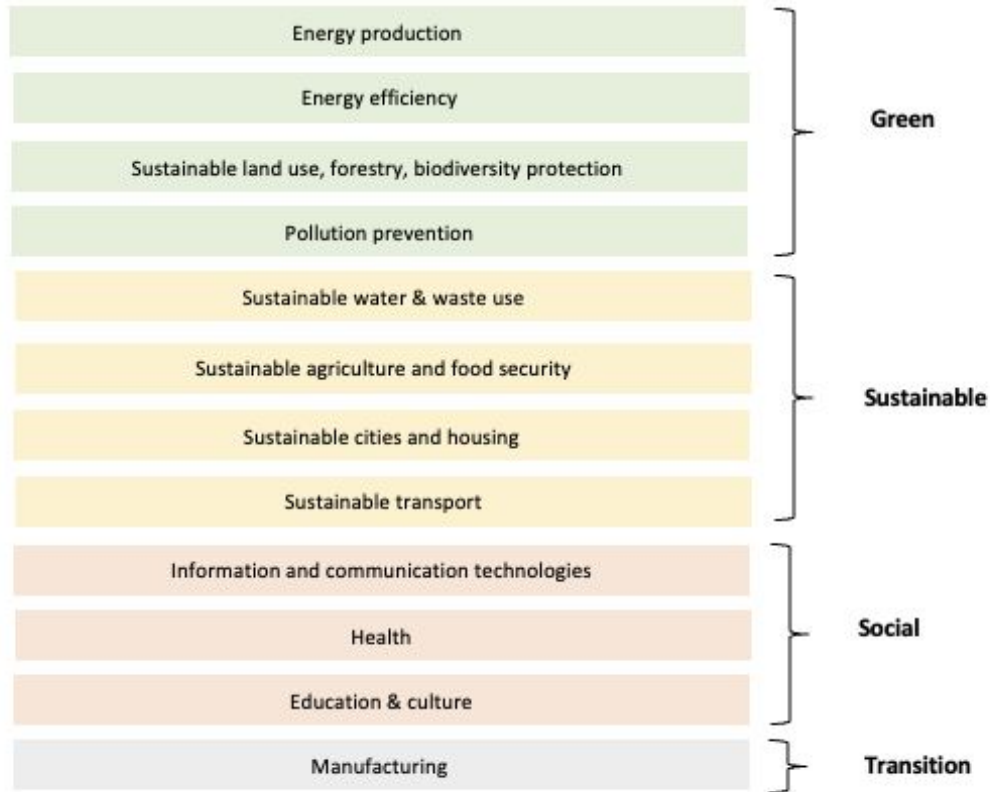 Energy production
Energy efficiency
Green
Sustainable land use, forestry, biodiversity protection
Pollution prevention
Sustainable water & waste use
Sustainable agriculture and food security
Sustainable
Sustainable cities and housing
Sustainable transport
Information and communication technologies
Health
Social
Education & culture
Manufacturing
Transition